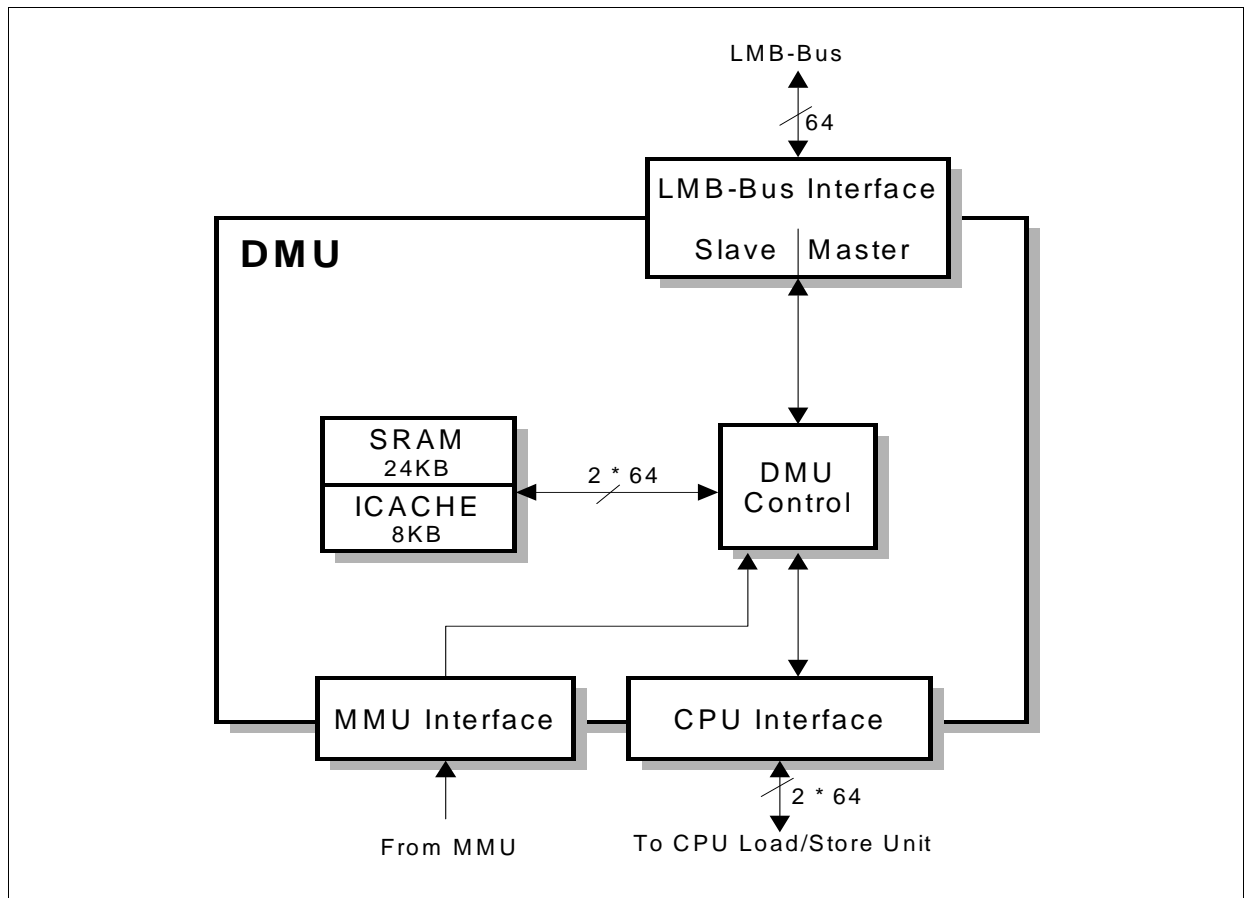 LMB-Bus
64
LMB-Bus Interface
Slave Master
DMU
SRAM
24KB
ICACHE
8KB
2 * 64
DMU
Control
MMU Interface
CPU Interface
2 * 64
From MMU
To CPU Load/Store Unit